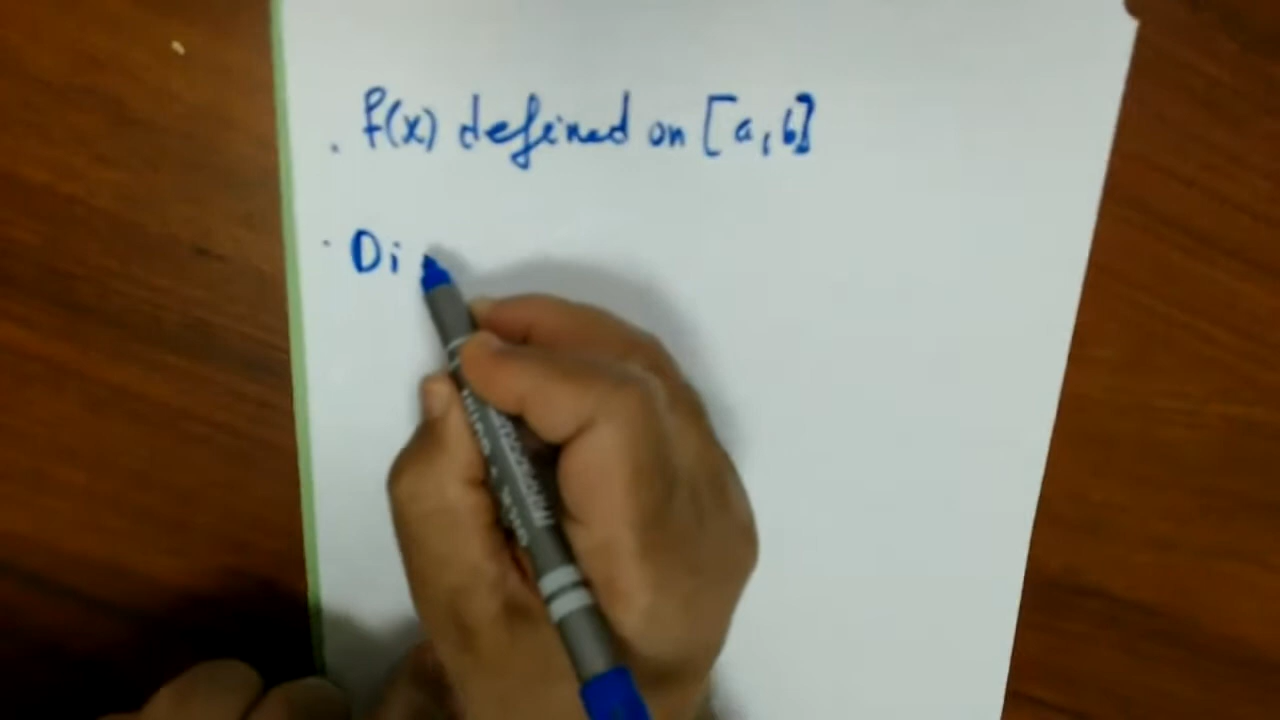 . f(x) defined on [a,b]
· Di